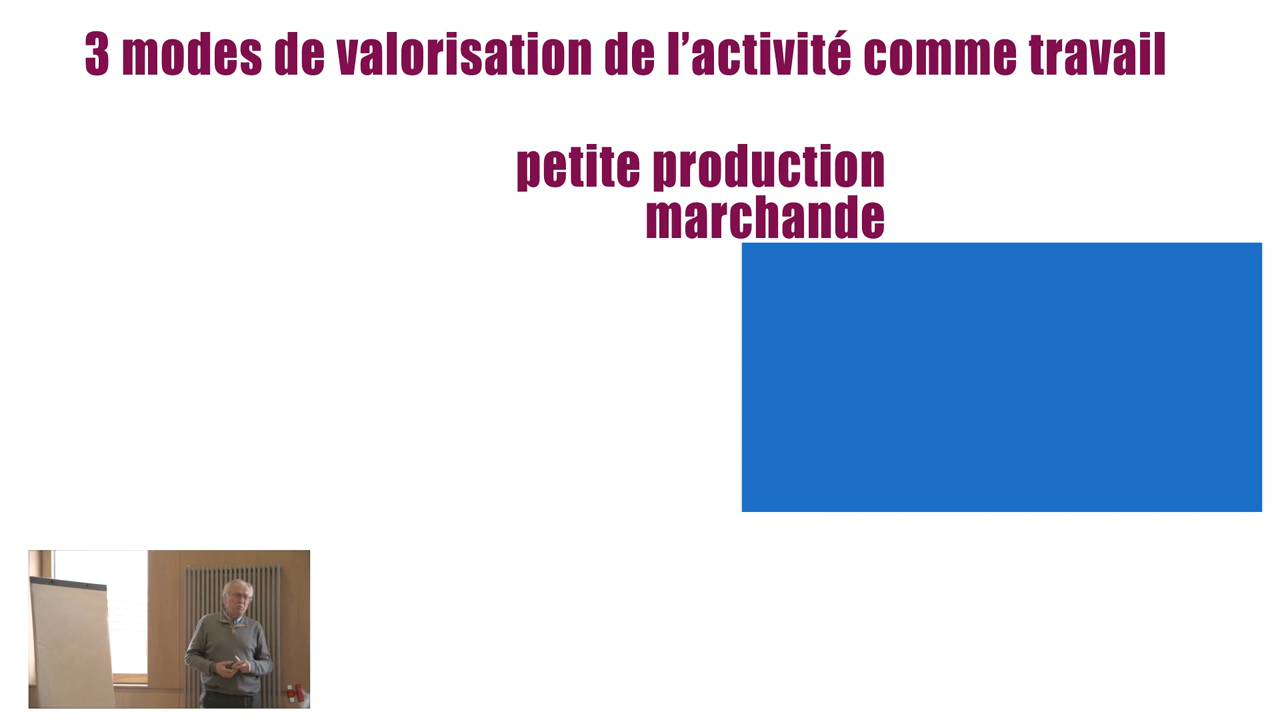 3 modes de valorisation de l’activité comme travail
petite production
marchande